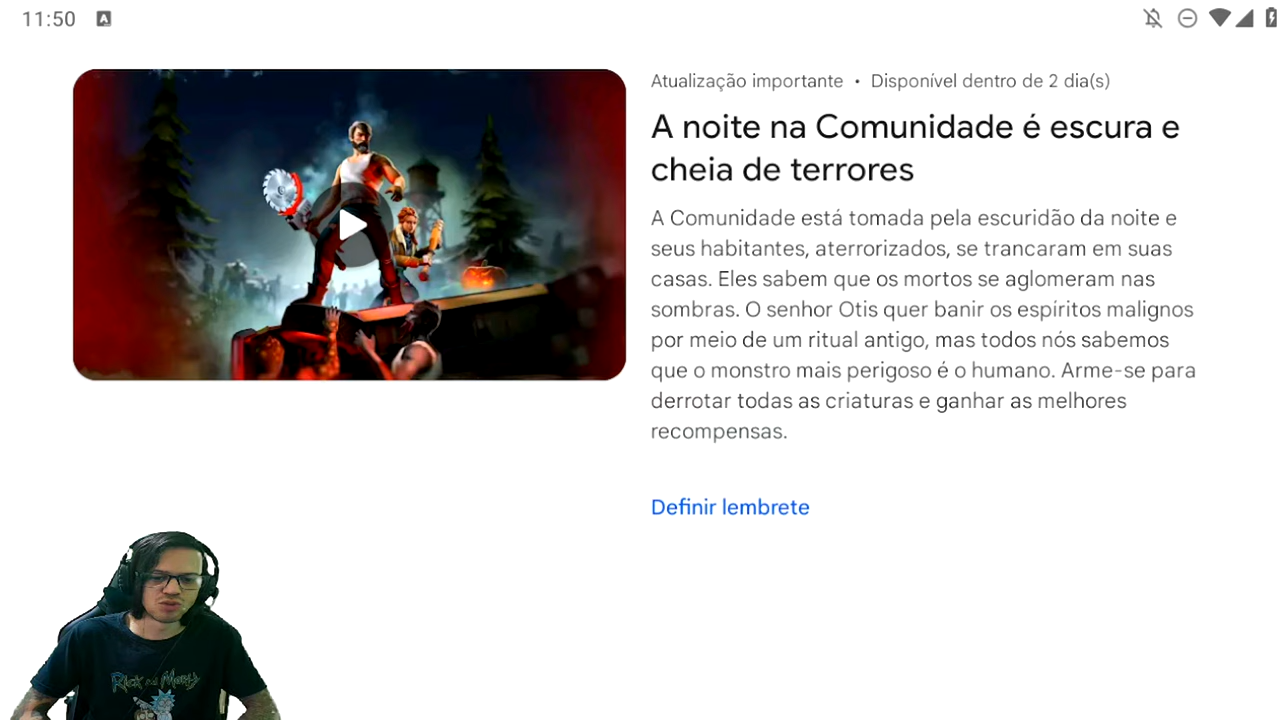 11:50
A
Atualização importante • Disponível dentro de 2 dia(s)
A noite na Comunidade é escura e
cheia de terrores
A Comunidade está tomada pela escuridão da noite e
seus habitantes, aterrorizados, se trancaram em suas
casas. Eles sabem que os mortos se aglomeram nas
sombras. O senhor Otis quer banir os espíritos malignos
por meio de um ritual antigo, mas todos nós sabemos
que o monstro mais perigoso é o humano. Arme-se para
derrotar todas as criaturas e ganhar as melhores
recompensas.
Definir lembrete
Rick and Morty